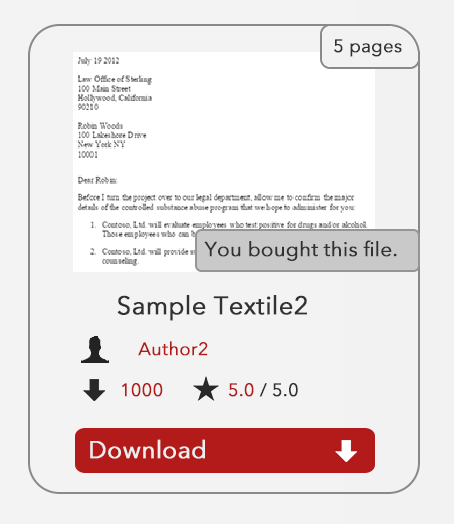 5 pages
July 19 2012
Law Office of Sterling
100 Main Street
Hollywood, California
90280
Robin Woods
100 Lakeshore Drive
New York NY
10001
Dear Robin:
Before I turn the project over to our legal department, allow me to confirm the major
details of the controlled substance abuse program that we hope to administer for you:
1. Contoso, Ltd. will evaluate employees who test positive for drugs and/or alcohol.
Those employees who can
2. Contoso, Ltd. will provide
counseling.
You bought this file.
Sample Textile2
Author2
1000 5.0 / 5.0
Download